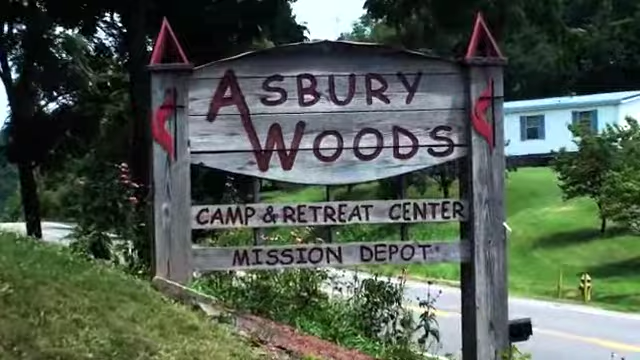 ASBURY
WOODS
CAMP & RETREAT CENTER
MISSION DEPOT